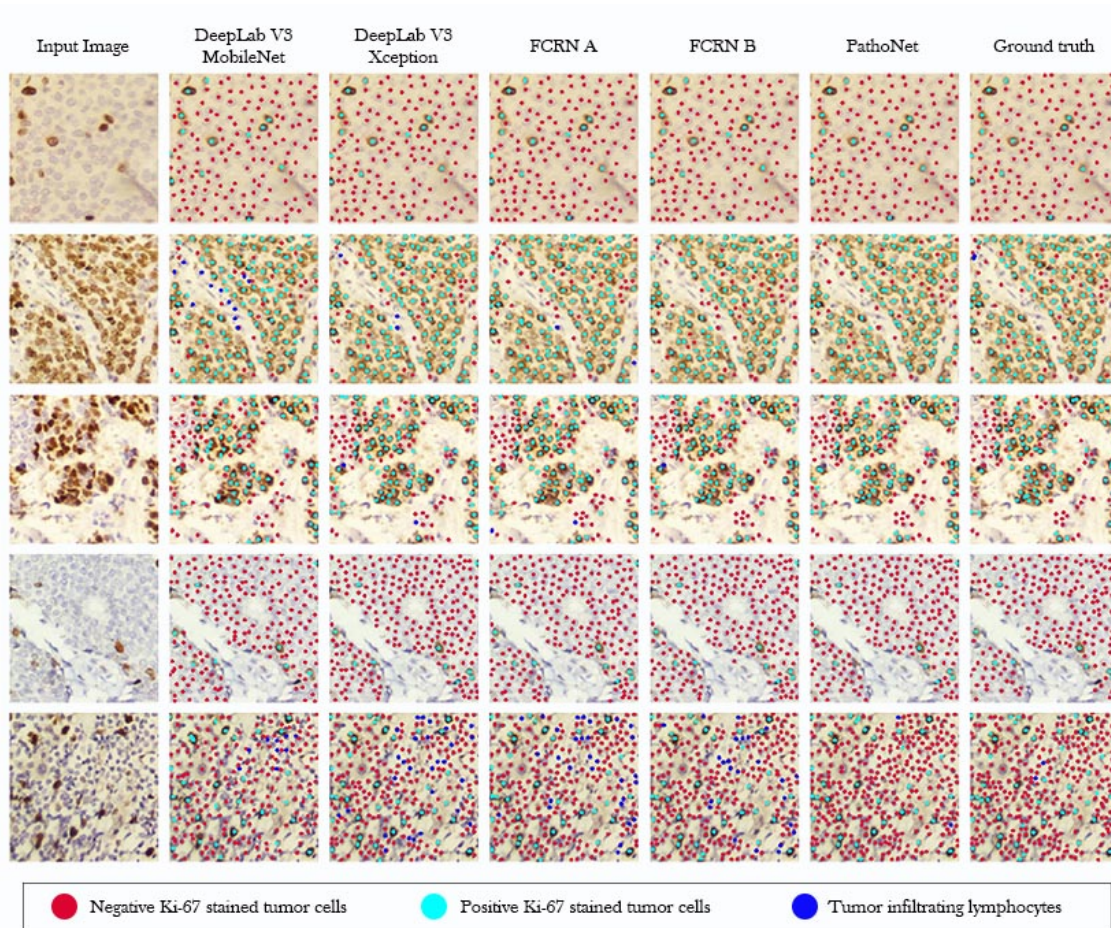 Input Image
DeepLab V3
MobileNet
DeepLab V3
Xception
FCRN A
FCRN B
PathoNet
Ground truth
Negative Ki-67 stained tumor cells
Positive Ki-67 stained tumor cells
Tumor infiltrating lymphocytes